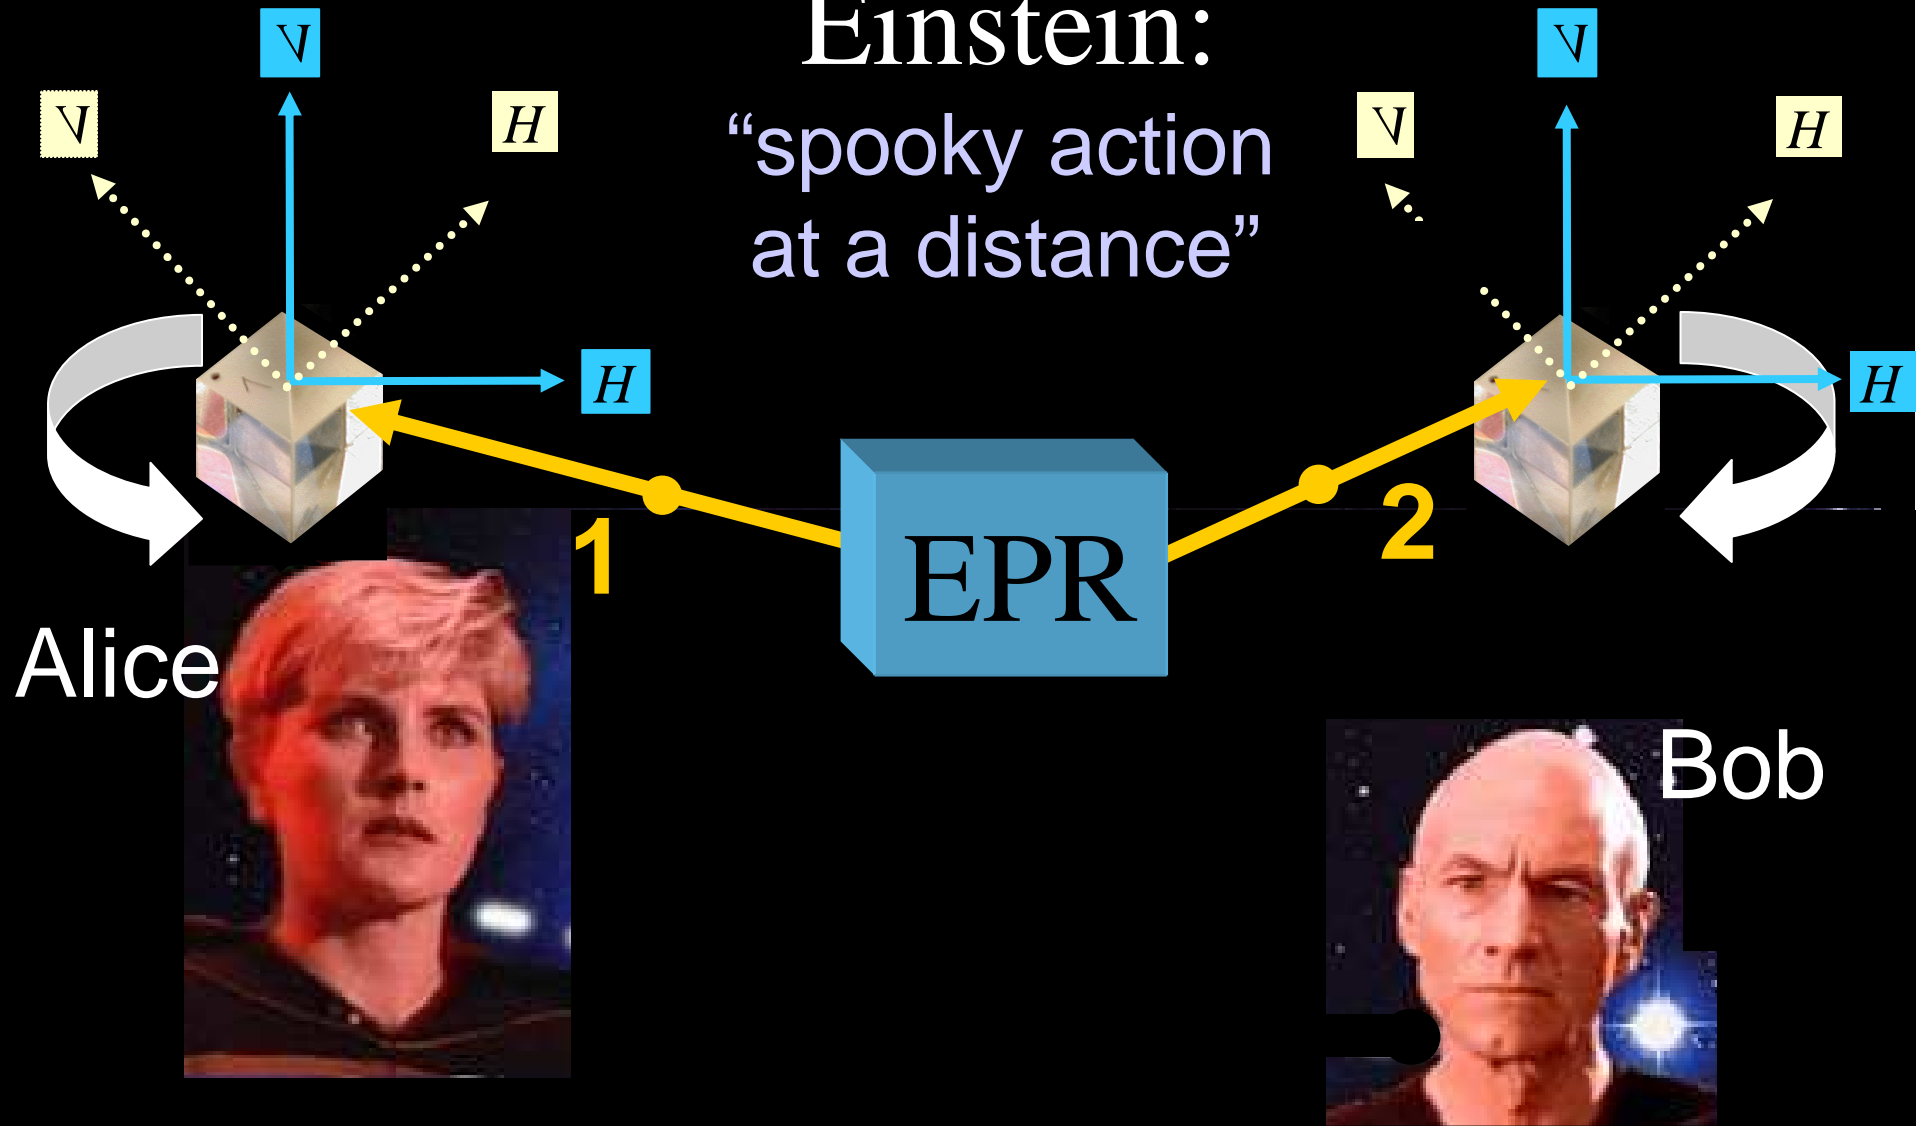 Einstein:
“spooky action
at a distance”
V
V
H
H
V
V
H
H
1
2
EPR
Alice
Bob